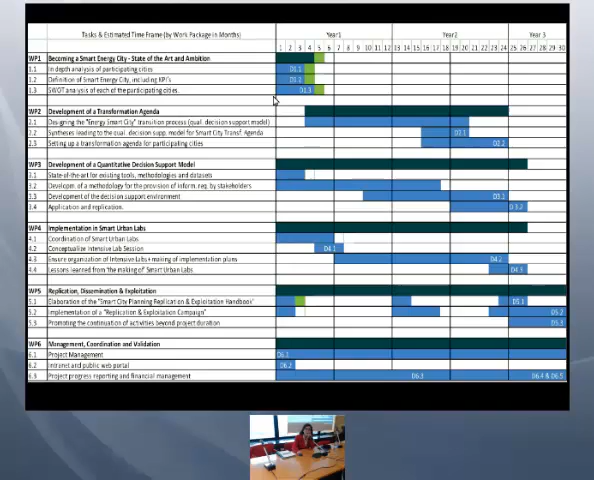 Tasks & Estimated Time Frame (by Work Package in Months) Year1 Year2 Year 3
1 2 3 4 5 6 7 8 9 10 11 12 13 14 15 16 17 18 19 20 21 22 23 24 25 26 27 28 29 30
WP1 Becoming a Smart Energy City - State of the Art and Ambition
1.1 In depth analysis of participating cities D1.1
1.2 Definition of Smart Energy City, including KPI's D1.2
1.3 SWOT analysis of each of the participating cities. D1.3
WP2 Development of a Transformation Agenda
2.1 Designing the "Energy Smart City" transition process (qual. decision support model)
2.2 Syntheses leading to the qual. decision supp. model for Smart City Transf. Agenda D2.1
2.3 Setting up a transformation agenda for participating cities D2.2
WP3 Development of a Quantitative Decision Support Model
3.1 State-of-the-art for existing tools, methodologies and datasets
3.2 Developm. of a methodology for the provision of inform. req. by stakeholders
3.3 Development of the decision support environment D3.1
3.4 Application and replication. D3.2
WP4 Implementation in Smart Urban Labs
4.1 Coordination of Smart Urban Labs
4.2 Conceptualize Intensive Lab Session D4.1
4.3 Ensure organization of Intensive Labs + making of implementation plans D4.2
4.4 Lessons learned from 'the making of' Smart Urban Labs D4.3
WP5 Replication, Dissemination & Exploitation
5.1 Elaboration of the "Smart City Planning Replication & Exploitation Handbook" D5.1
5.2 Implementation of a "Replication & Exploitation Campaign" D5.2
5.3 Promoting the continuation of activities beyond project duration D5.3
WP6 Management, Coordination and Validation
6.1 Project Management D6.1
6.2 Intranet and public web portal D6.2
6.3 Project progress reporting and financial management D6.3 D6.4 & D6.5